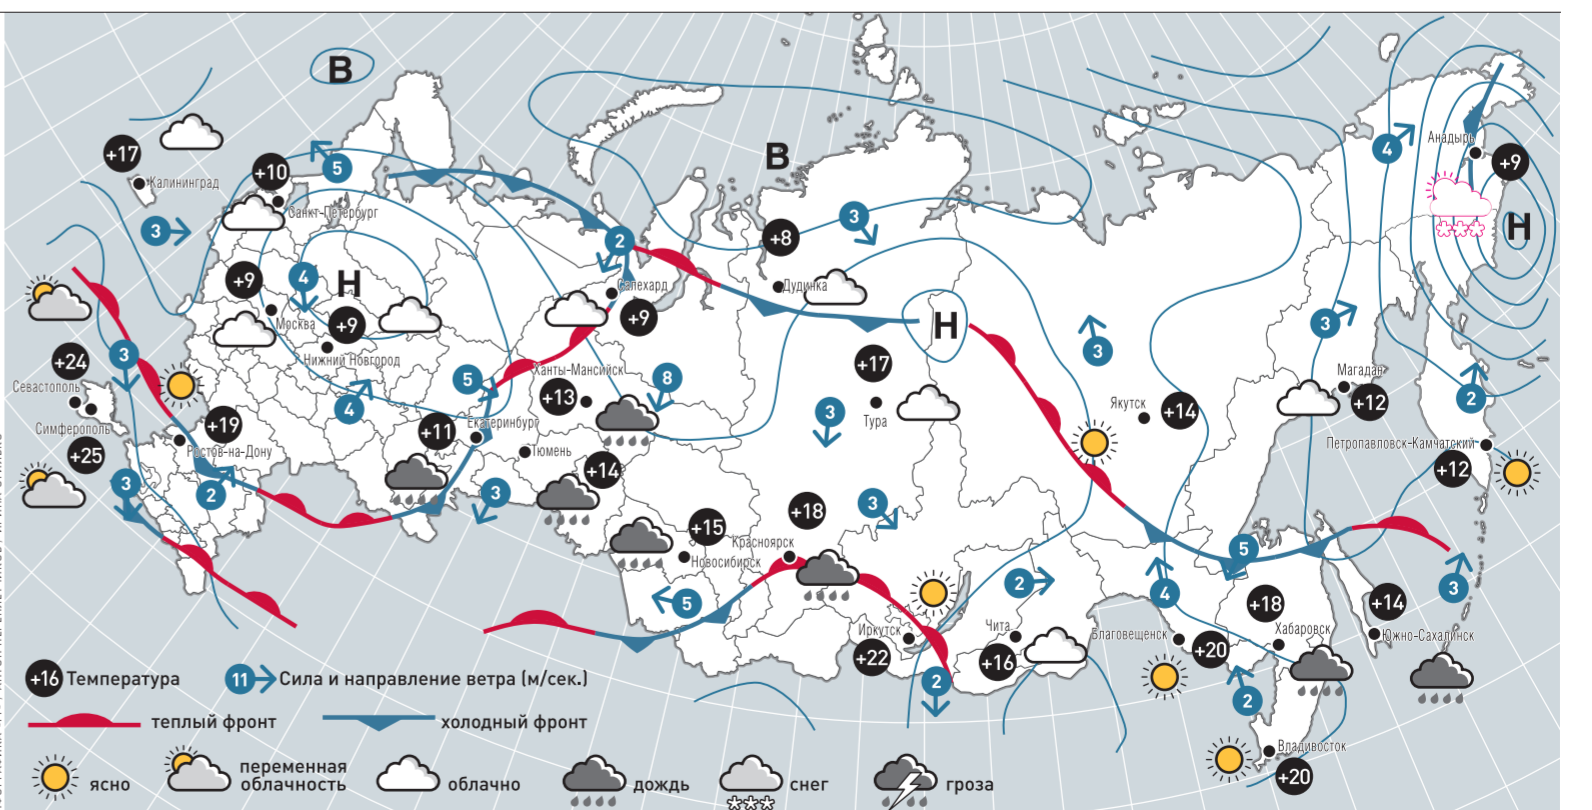 В
+17
Калининград
3
+10
Санкт-Петербург
5
В
3
+8
Дудинка
2
Салехард
+9
4
Анадырь
+9
Н
+9
Москва
4
Н
+9
Нижний Новгород
Н
3
3
Магадан
+12
2
3
+24
Севастополь
Симферополь
+25
+19
Ростов-на-Дону
3
2
4
5
Ханты-Мансийск
+13
8
+11
Екатеринбург
Тюмень
+14
3
+17
Тура
3
Якутск
+14
Петропавловск-Камчатский
+12
+15
Новосибирск
+18
Красноярск
3
5
Иркутск
+22
2
2
Чита
+16
5
4
Благовещенск
+20
+18
Хабаровск
2
+14
Южно-Сахалинск
3
Владивосток
+20
+16 Температура
11 Сила и направление ветра (м/сек.)
теплый фронт
холодный фронт
ясно
переменная
облачность
облачно
дождь
снег
гроза